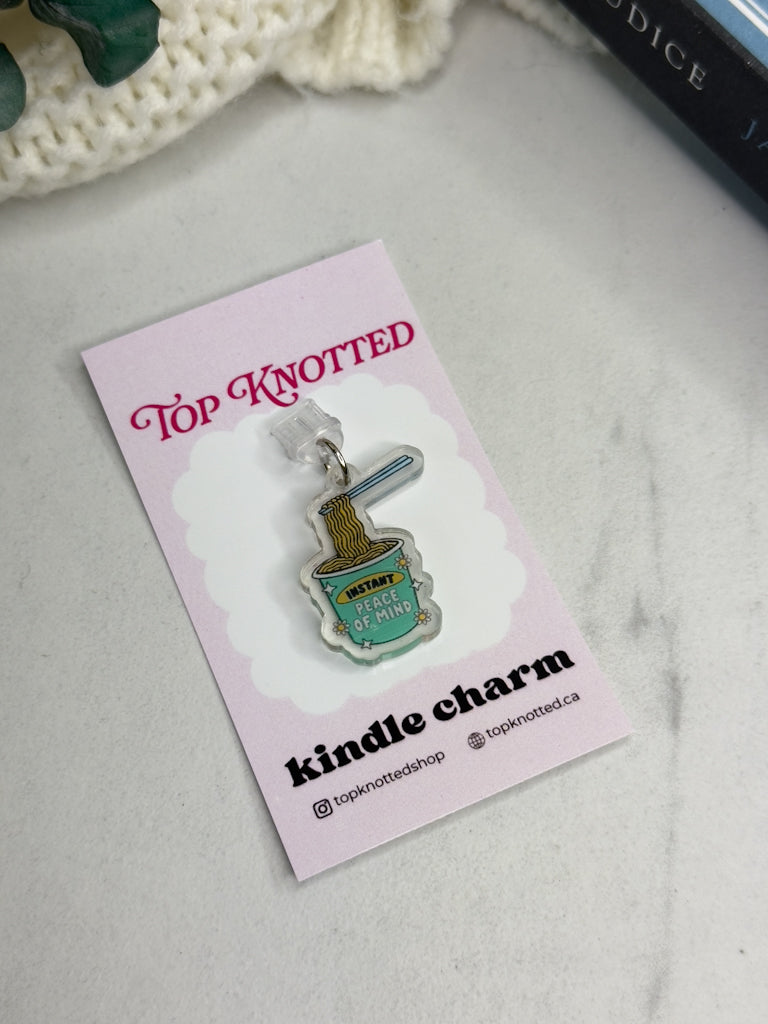 TOP KNOTTED
INSTANT
PEACE
OF MIND
kindle charm
topknottedshop
topknotted.ca